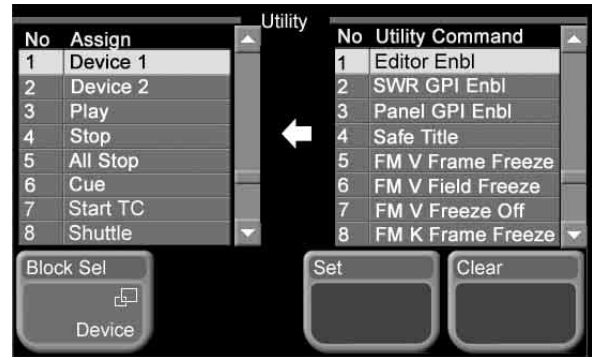 Utility
No Assign
1 Device 1
2 Device 2
3 Play
4 Stop
5 All Stop
6 Cue
7 Start TC
8 Shuttle
No Utility Command
1 Editor Enbl
2 SWR GPI Enbl
3 Panel GPI Enbl
4 Safe Title
5 FM V Frame Freeze
6 FM V Field Freeze
7 FM V Freeze Off
8 FM K Frame Freeze
Block Sel
Device
Set
Clear